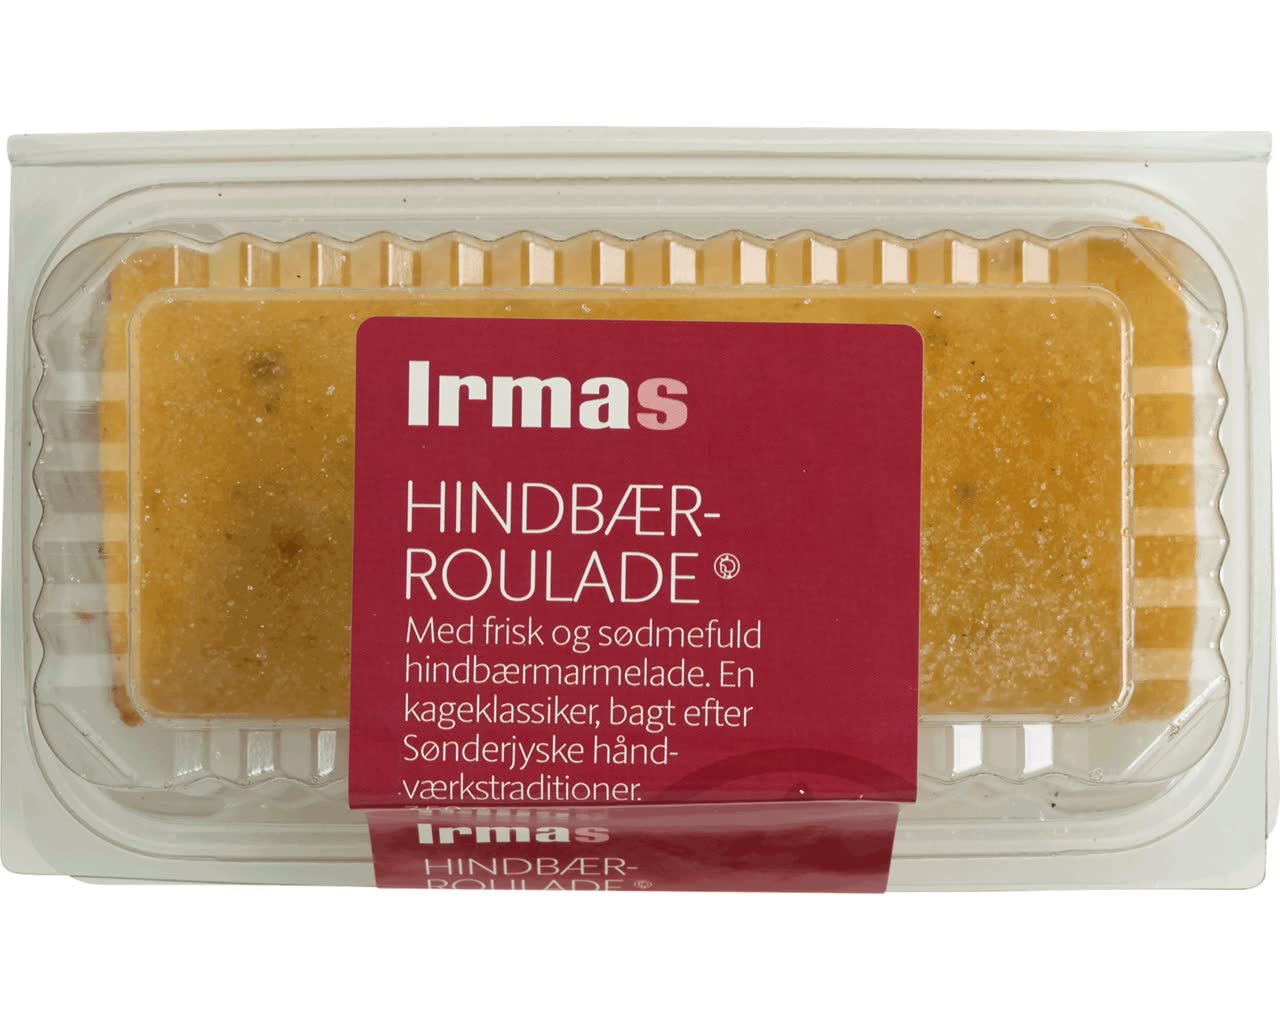 Irmas
HINDBÆR-
ROULADE
Med frisk og sødmefuld
hindbærmarmelade. En
kageklassiker, bagt efter
Sønderjyske hånd-
værkstraditioner.
Irmas
HINDBÆR-
ROULADE